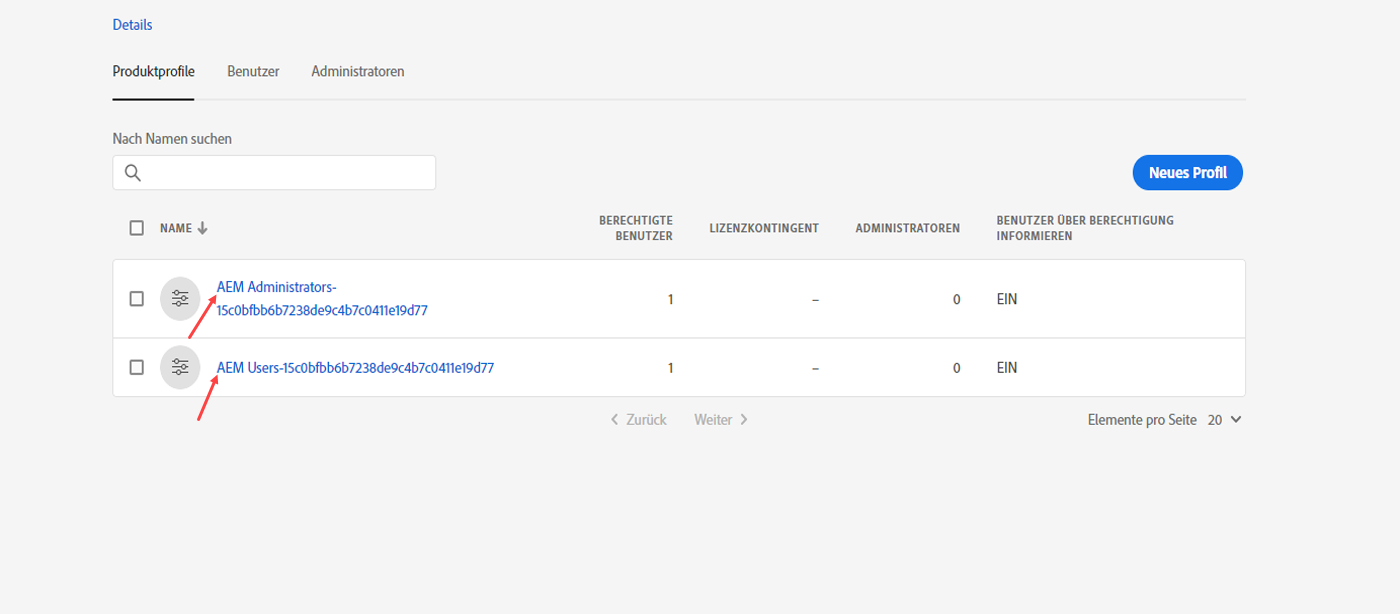 Details
Produktprofile Benutzer Administratoren
Nach Namen suchen
Neues Profil
NAME BERECHTIGTE BENUTZER LIZENZKONTINGENT ADMINISTRATOREN BENUTZER ÜBER BERECHTIGUNG INFORMIEREN
AEM Administrators-
15c0bfbb6b7238de9c4b7c0411e19d77 1 – 0 EIN
AEM Users-15c0bfbb6b7238de9c4b7c0411e19d77 1 – 0 EIN
Zurück Weiter Elemente pro Seite 20